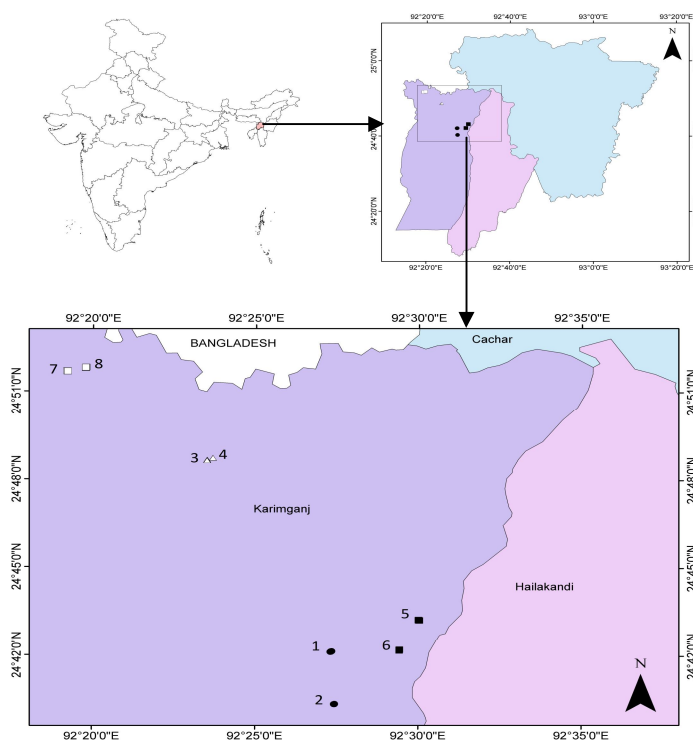 92°20'0"E 92°40'0"E 93°0'0"E 93°20'0"E
N
25°0'0"N
24°40'0"N
24°20'0"N
92°20'0"E 92°40'0"E 93°0'0"E 93°20'0"E
92°20'0"E 92°25'0"E 92°30'0"E 92°35'0"E
BANGLADESH
Cachar
7
8
24°51'0"N
24°51'0"N
3
4
24°48'0"N
24°48'0"N
Karimganj
24°45'0"N
24°45'0"N
Hailakandi
5
1
6
24°42'0"N
24°42'0"N
N
2
92°20'0"E 92°25'0"E 92°30'0"E 92°35'0"E